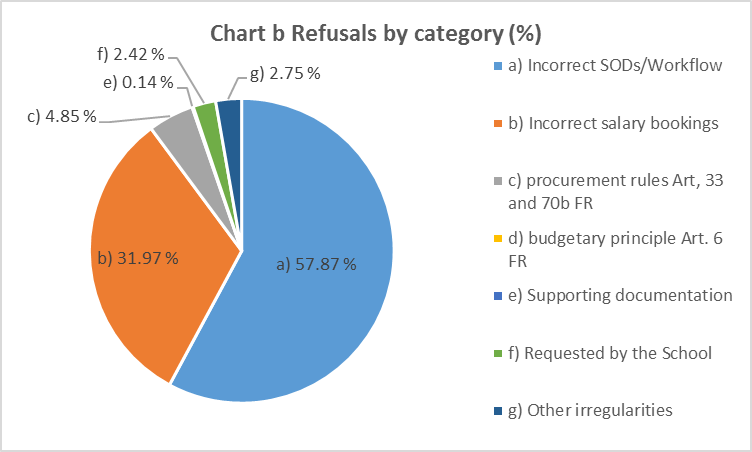 Chart b Refusals by category (%)
f) 2.42 %
e) 0.14 %
g) 2.75 %
c) 4.85 %
b) 31.97 %
a) 57.87 %
a) Incorrect SODs/Workflow
b) Incorrect salary bookings
c) procurement rules Art, 33
and 70b FR
d) budgetary principle Art. 6
FR
e) Supporting documentation
f) Requested by the School
g) Other irregularities